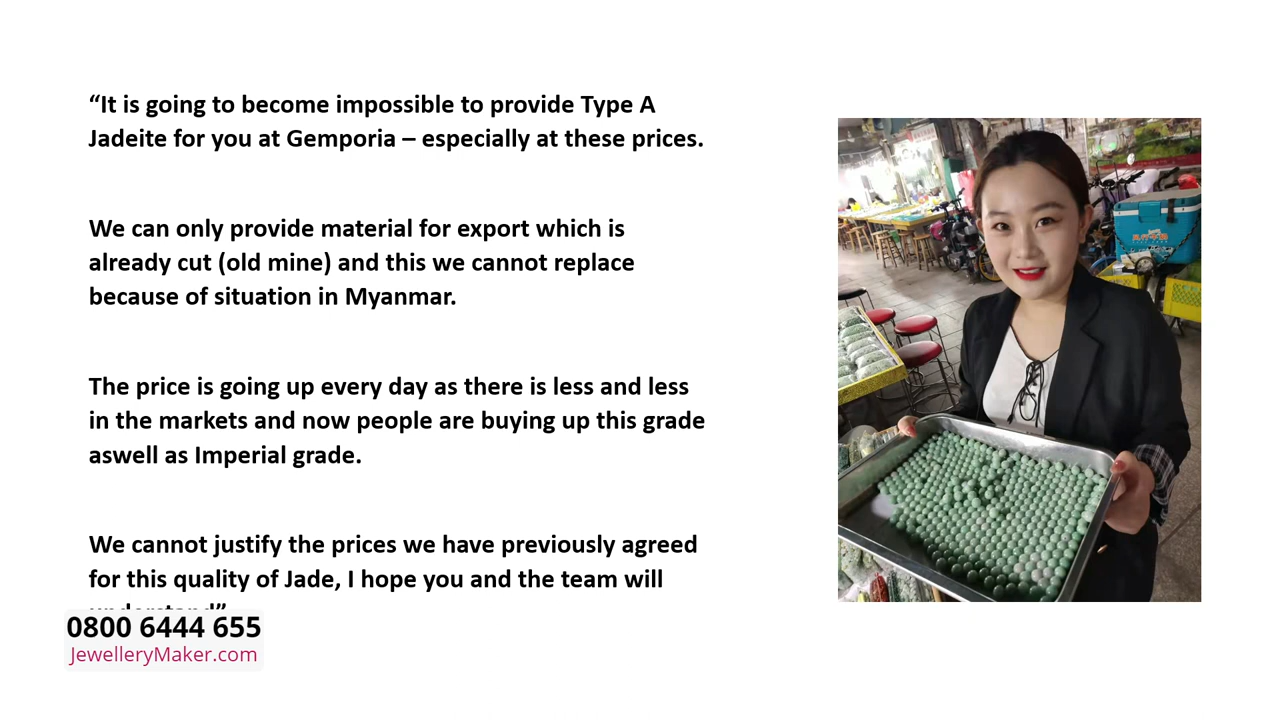 “It is going to become impossible to provide Type A
Jadeite for you at Gemporia – especially at these prices.
We can only provide material for export which is
already cut (old mine) and this we cannot replace
because of situation in Myanmar.
The price is going up every day as there is less and less
in the markets and now people are buying up this grade
aswell as Imperial grade.
We cannot justify the prices we have previously agreed
for this quality of Jade, I hope you and the team will
understand”
0800 6444 655
JewelleryMaker.com